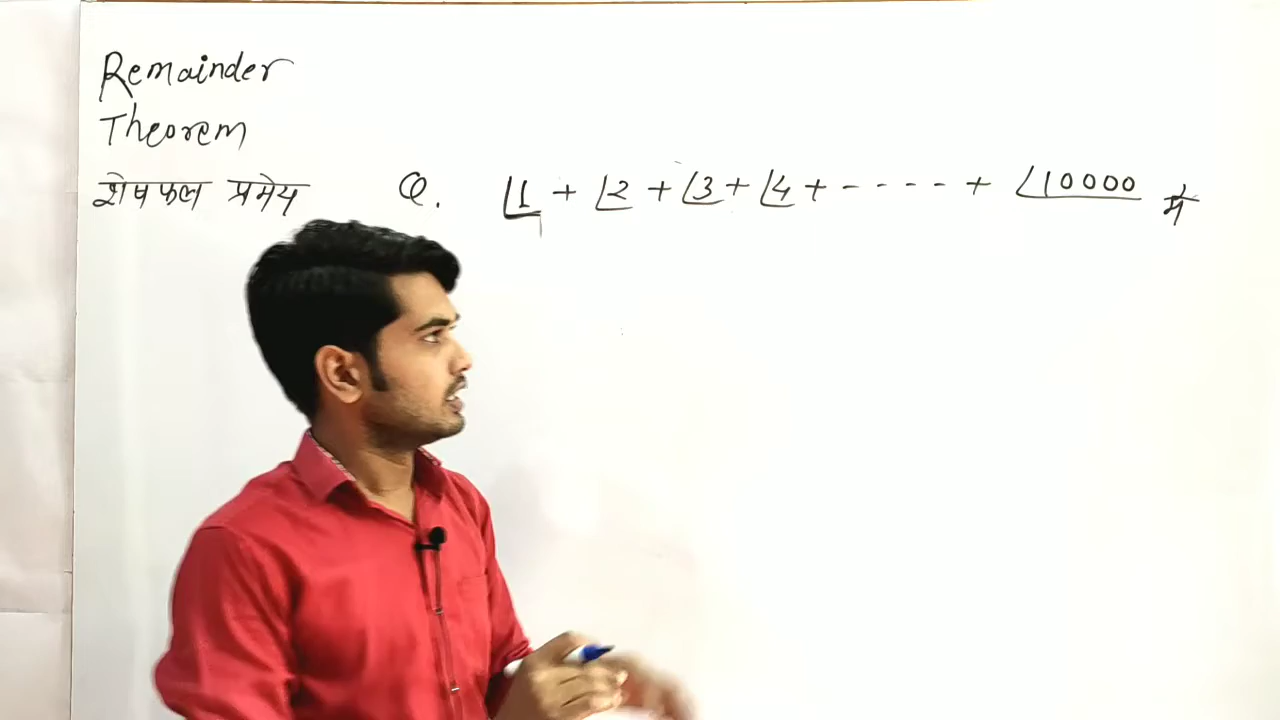 Remainder
Theorem
शेषफल प्रमेय
Q. ⌊1 + ⌊2 + ⌊3 + ⌊4 + - - - - + ⌊10000 में